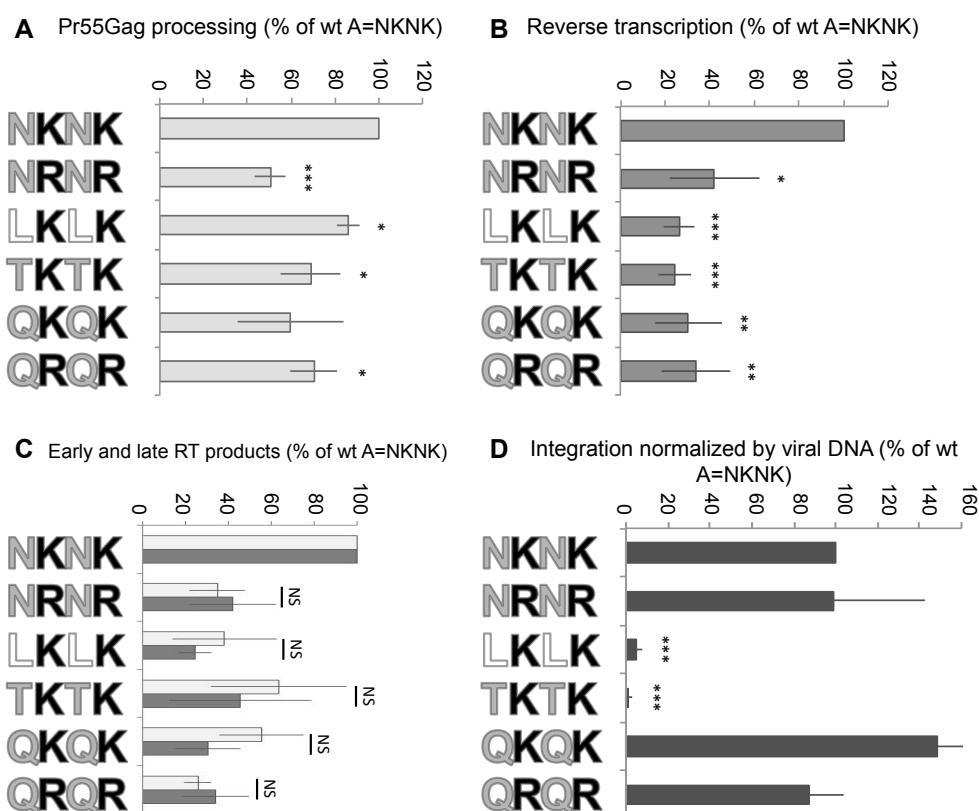 A Pr55Gag processing (% of wt A=NKNK)
0 20 40 60 80 100 120
NKNK
NRNR
***
LKLK
*
TKTK
*
QKQK
QRQR
*
B Reverse transcription (% of wt A=NKNK)
0 20 40 60 80 100 120
NKNK
NRNR
*
LKLK
***
TKTK
***
QKQK
**
QRQR
**
C Early and late RT products (% of wt A=NKNK)
0 20 40 60 80 100
NKNK
NRNR
NS
LKLK
NS
TKTK
NS
QKQK
NS
QRQR
NS
D Integration normalized by viral DNA (% of wt
A=NKNK)
0 20 40 60 80 100 120 140 160
NKNK
NRNR
LKLK
***
TKTK
***
QKQK
QRQR